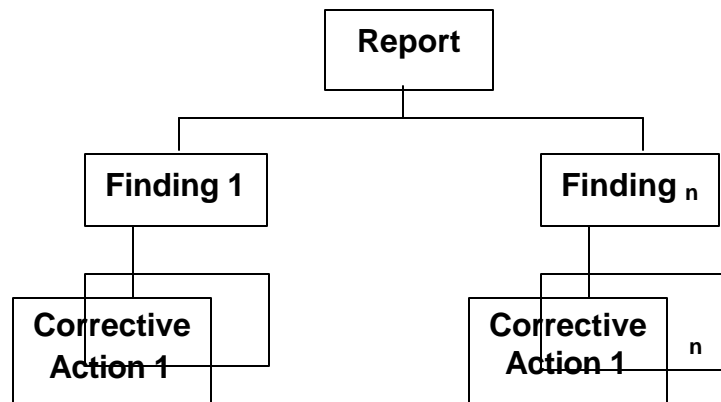 Report
Finding 1
Finding n
Corrective
Action 1
Corrective
Action 1
n